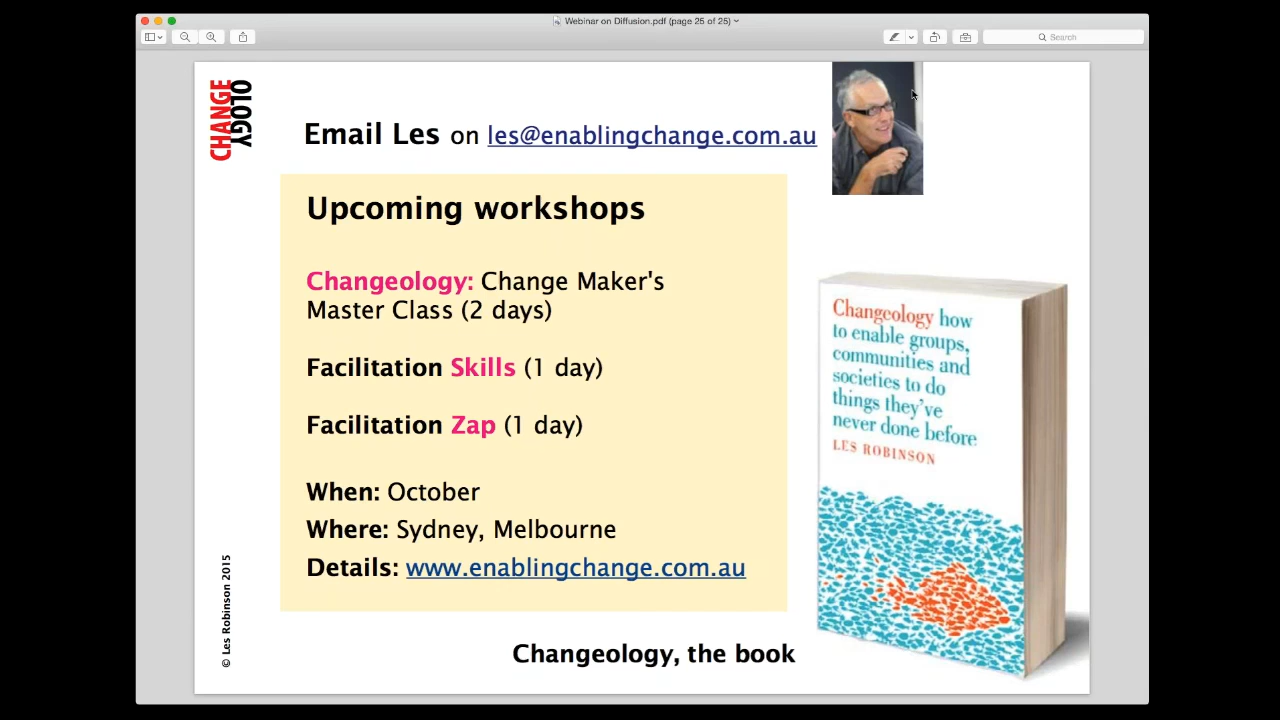 Webinar on Diffusion.pdf (page 25 of 25)
Search
CHANGE
OLOGY
Email Les on les@enablingchange.com.au
Upcoming workshops
Changeology: Change Maker's
Master Class (2 days)
Facilitation Skills (1 day)
Facilitation Zap (1 day)
When: October
Where: Sydney, Melbourne
Details: www.enablingchange.com.au
Changeology how
to enable groups,
communities and
societies to do
things they've
never done before
LES ROBINSON
Changeology, the book
© Les Robinson 2015